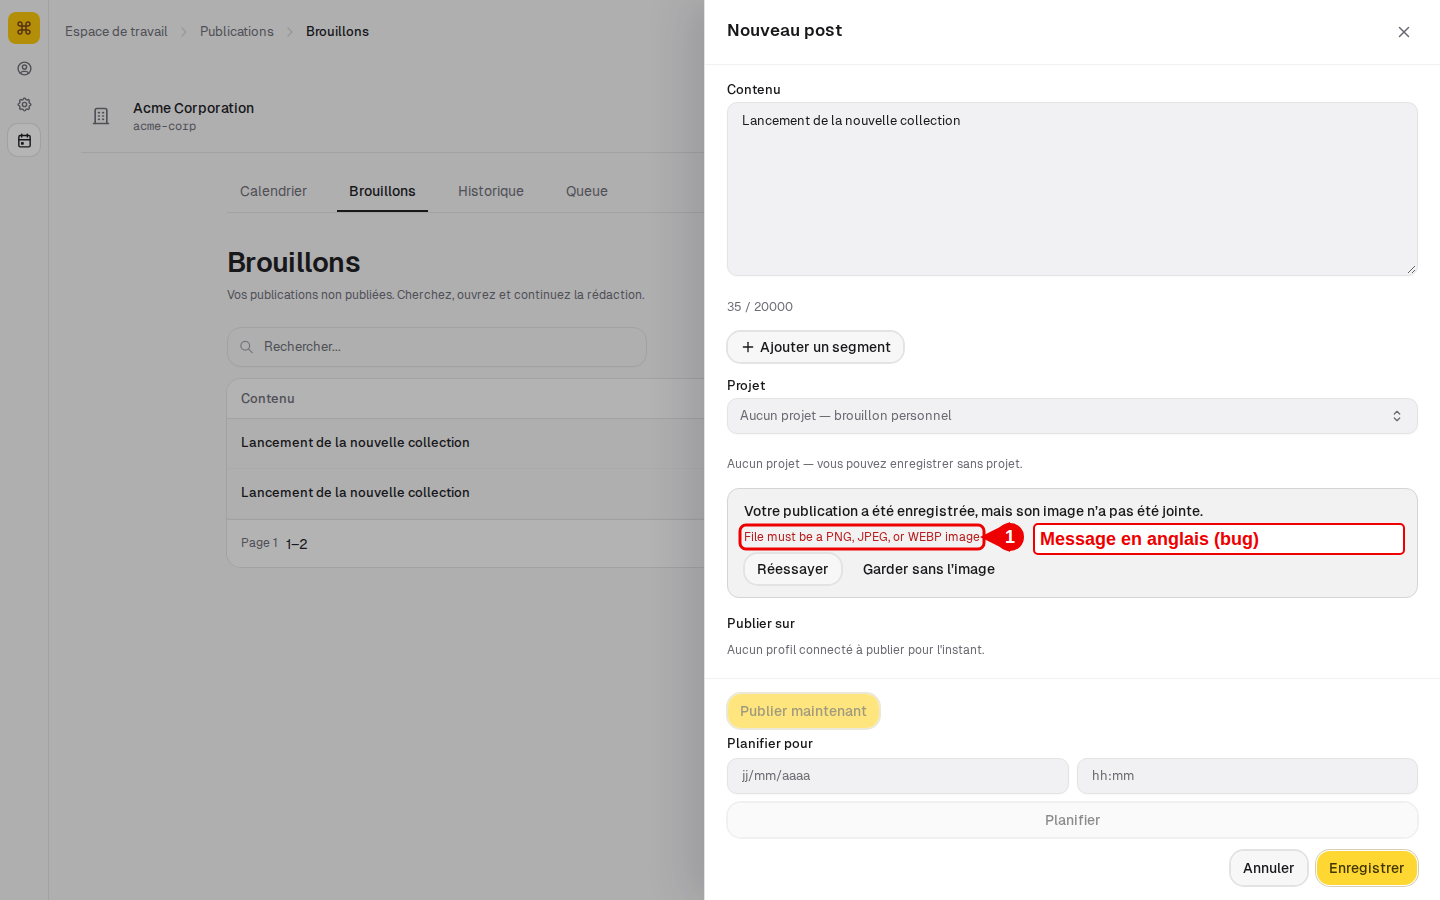 Espace de travail > Publications > Brouillons
Acme Corporation
acme-corp
Calendrier Brouillons Historique Queue
Brouillons
Vos publications non publiées. Cherchez, ouvrez et continuez la rédaction.
Rechercher...
Contenu
Lancement de la nouvelle collection
Lancement de la nouvelle collection
Page 1 1–2
Nouveau post
Contenu
Lancement de la nouvelle collection
35 / 20000
Ajouter un segment
Projet
Aucun projet — brouillon personnel
Aucun projet — vous pouvez enregistrer sans projet.
Votre publication a été enregistrée, mais son image n'a pas été jointe.
File must be a PNG, JPEG, or WEBP image 1 Message en anglais (bug)
Réessayer Garder sans l'image
Publier sur
Aucun profil connecté à publier pour l'instant.
Publier maintenant
Planifier pour
jj/mm/aaaa hh:mm
Planifier
Annuler Enregistrer